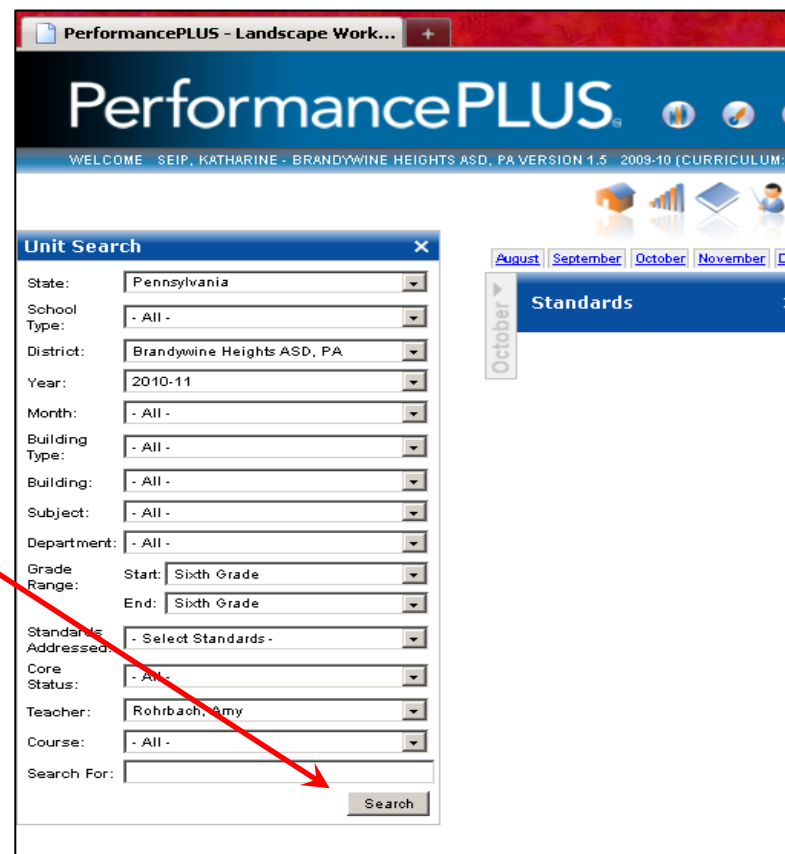 PerformancePLUS - Landscape Work...
+
PerformancePLUS®
WELCOME SEIP, KATHARINE - BRANDYWINE HEIGHTS ASD, PA VERSION 1.5 2009-10 (CURRICULUM:
Unit Search X
August September October November D
October
Standards
State: Pennsylvania
School Type: - All -
District: Brandywine Heights ASD, PA
Year: 2010-11
Month: - All -
Building Type: - All -
Building: - All -
Subject: - All -
Department: - All -
Grade Range: Start: Sixth Grade
End: Sixth Grade
Standards Addressed: - Select Standards -
Core Status: - All -
Teacher: Rohrbach, Amy
Course: - All -
Search For:
Search